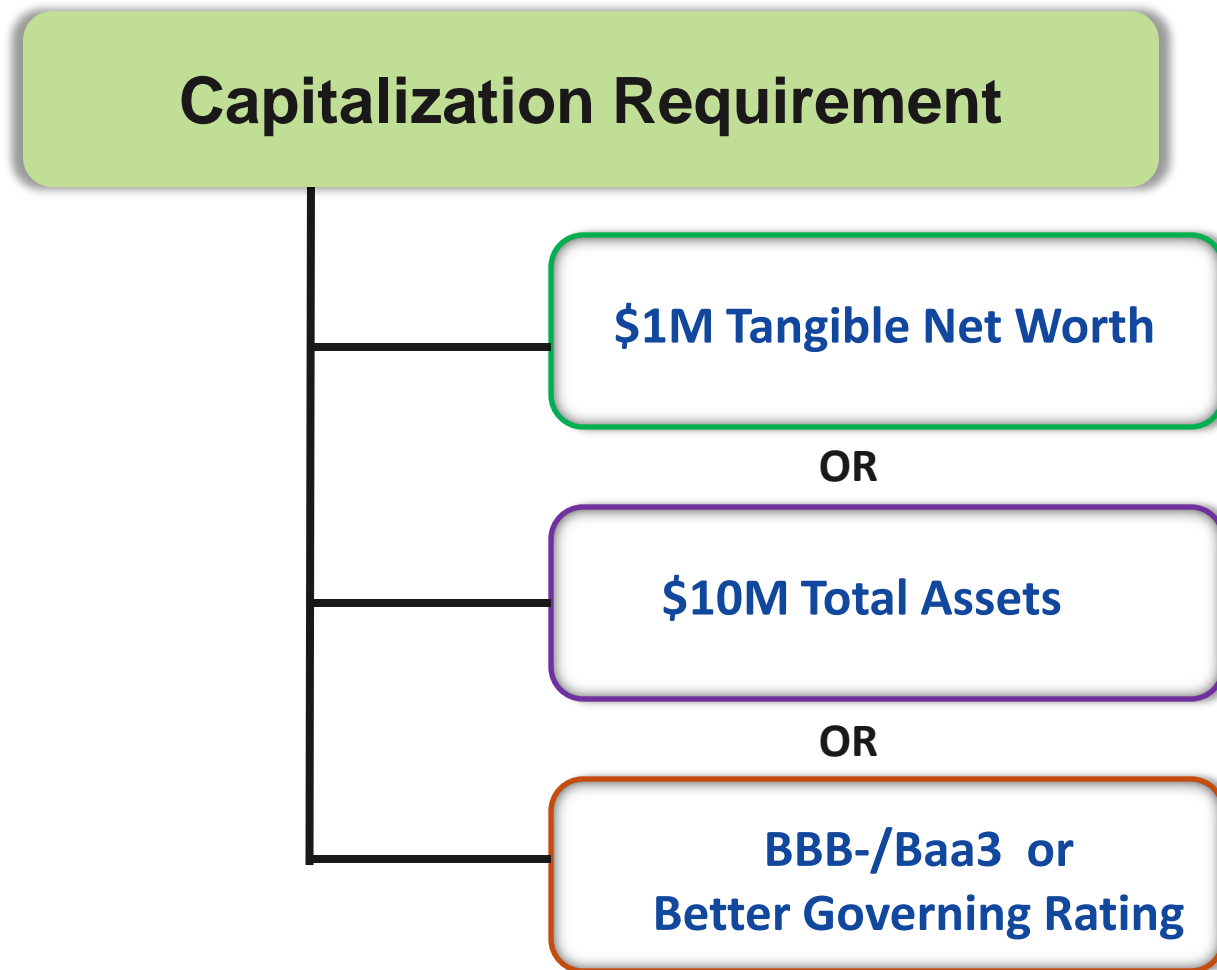 Capitalization Requirement
$1M Tangible Net Worth
OR
$10M Total Assets
OR
BBB-/Baa3 or
Better Governing Rating